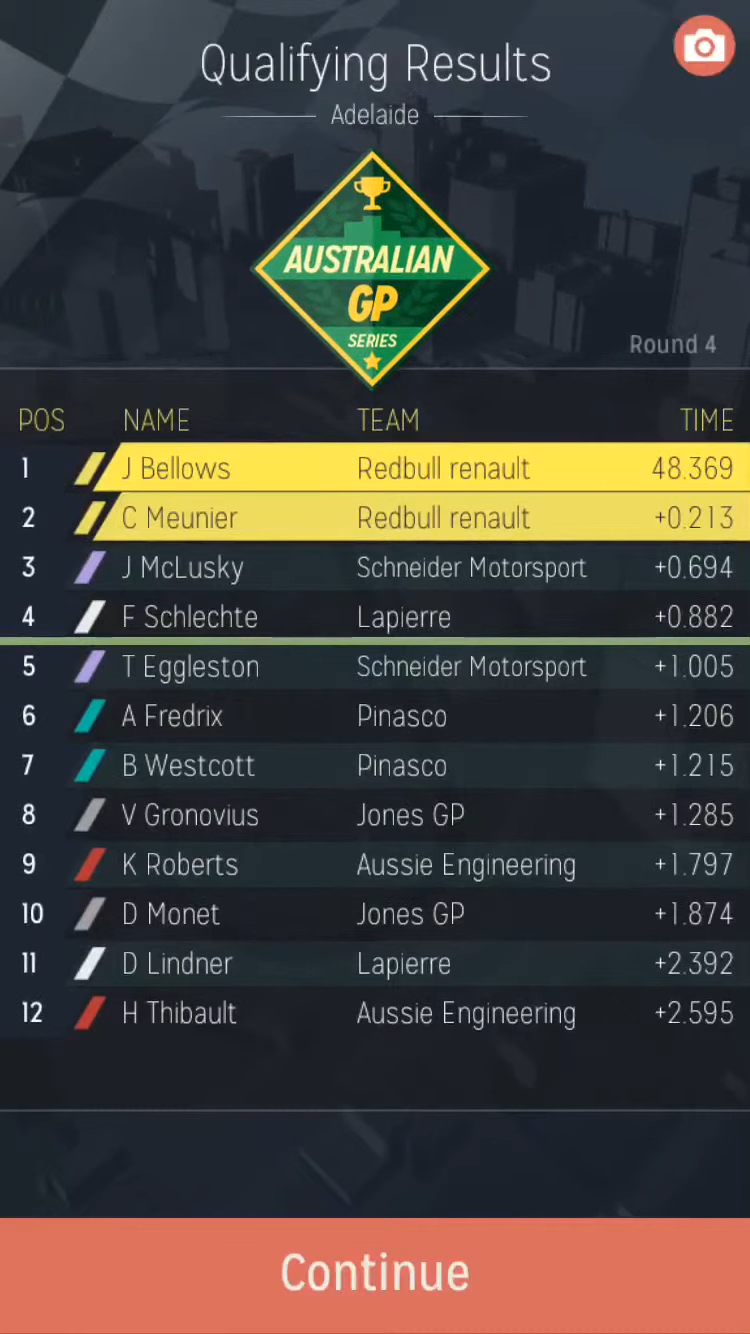 Qualifying Results
Adelaide
AUSTRALIAN
GP
SERIES
Round 4
POS NAME TEAM TIME
1 J Bellows Redbull renault 48.369
2 C Meunier Redbull renault +0.213
3 J McLusky Schneider Motorsport +0.694
4 F Schlechte Lapierre +0.882
5 T Eggleston Schneider Motorsport +1.005
6 A Fredrix Pinasco +1.206
7 B Westcott Pinasco +1.215
8 V Gronovius Jones GP +1.285
9 K Roberts Aussie Engineering +1.797
10 D Monet Jones GP +1.874
11 D Lindner Lapierre +2.392
12 H Thibault Aussie Engineering +2.595
Continue